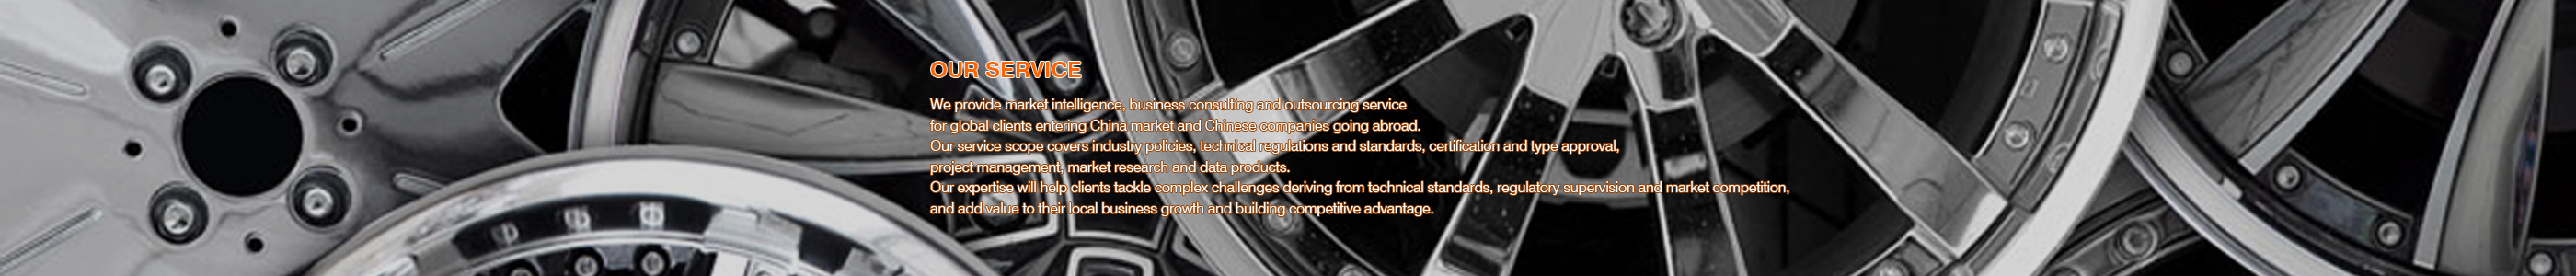 OUR SERVICE
We provide market intelligence, business consulting and outsourcing service
for global clients entering China market and Chinese companies going abroad.
Our service scope covers industry policies, technical regulations and standards, certification and type approval,
project management, market research and data products.
Our expertise will help clients tackle complex challenges deriving from technical standards, regulatory supervision and market competition,
and add value to their local business growth and building competitive advantage.